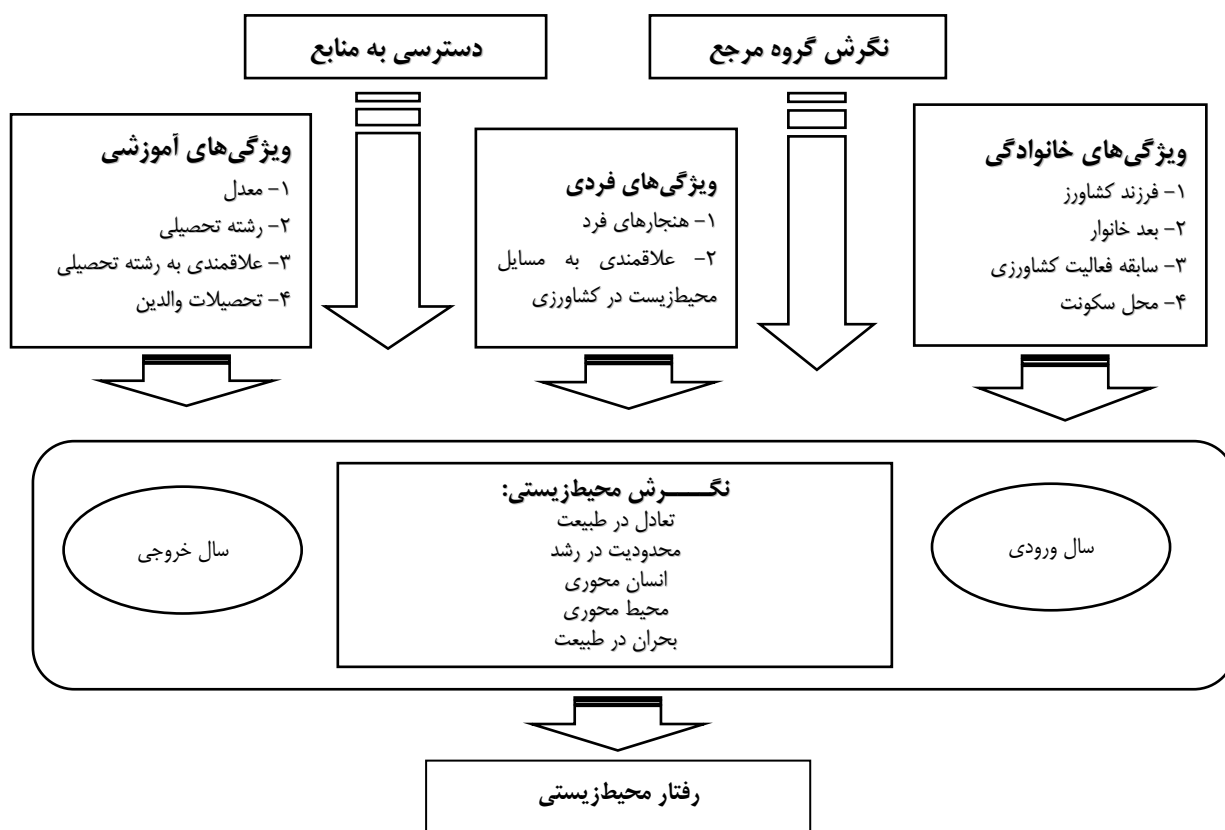 نگرش گروه مرجع
دسترسی به منابع
ویژگی‌های خانوادگی
۱- فرزند کشاورز
۲- بعد خانوار
۳- سابقه فعالیت کشاورزی
۴- محل سکونت
ویژگی‌های فردی
۱- هنجارهای فرد
۲- علاقمندی به مسایل
محیط‌زیست در کشاورزی
ویژگی‌های آموزشی
۱- معدل
۲- رشته تحصیلی
۳- علاقمندی به رشته تحصیلی
۴- تحصیلات والدین
سال ورودی
نگـــــرش محیط‌زیستی:
تعادل در طبیعت
محدودیت در رشد
انسان محوری
محیط محوری
بحران در طبیعت
سال خروجی
رفتار محیط‌زیستی